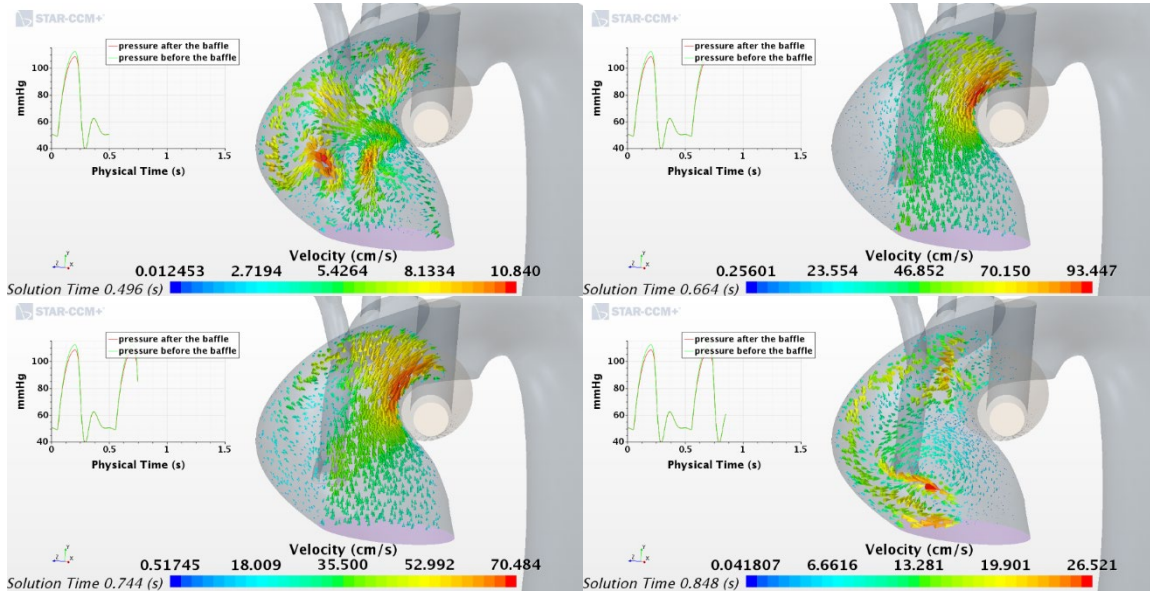 STAR-CCM+
pressure after the baffle
pressure before the baffle
100
80
60
40
mmHg
0 0.5 1 1.5
Physical Time (s)
Velocity (cm/s)
0.012453 2.7194 5.4264 8.1334 10.840
Solution Time 0.496 (s)
STAR-CCM+
pressure after the baffle
pressure before the baffle
100
80
60
40
mmHg
0 0.5 1 1.5
Physical Time (s)
Velocity (cm/s)
0.25601 23.554 46.852 70.150 93.447
Solution Time 0.664 (s)
STAR-CCM+
pressure after the baffle
pressure before the baffle
100
80
60
40
mmHg
0 0.5 1 1.5
Physical Time (s)
Velocity (cm/s)
0.51745 18.009 35.500 52.992 70.484
Solution Time 0.744 (s)
STAR-CCM+
pressure after the baffle
pressure before the baffle
100
80
60
40
mmHg
0 0.5 1 1.5
Physical Time (s)
Velocity (cm/s)
0.041807 6.6616 13.281 19.901 26.521
Solution Time 0.848 (s)